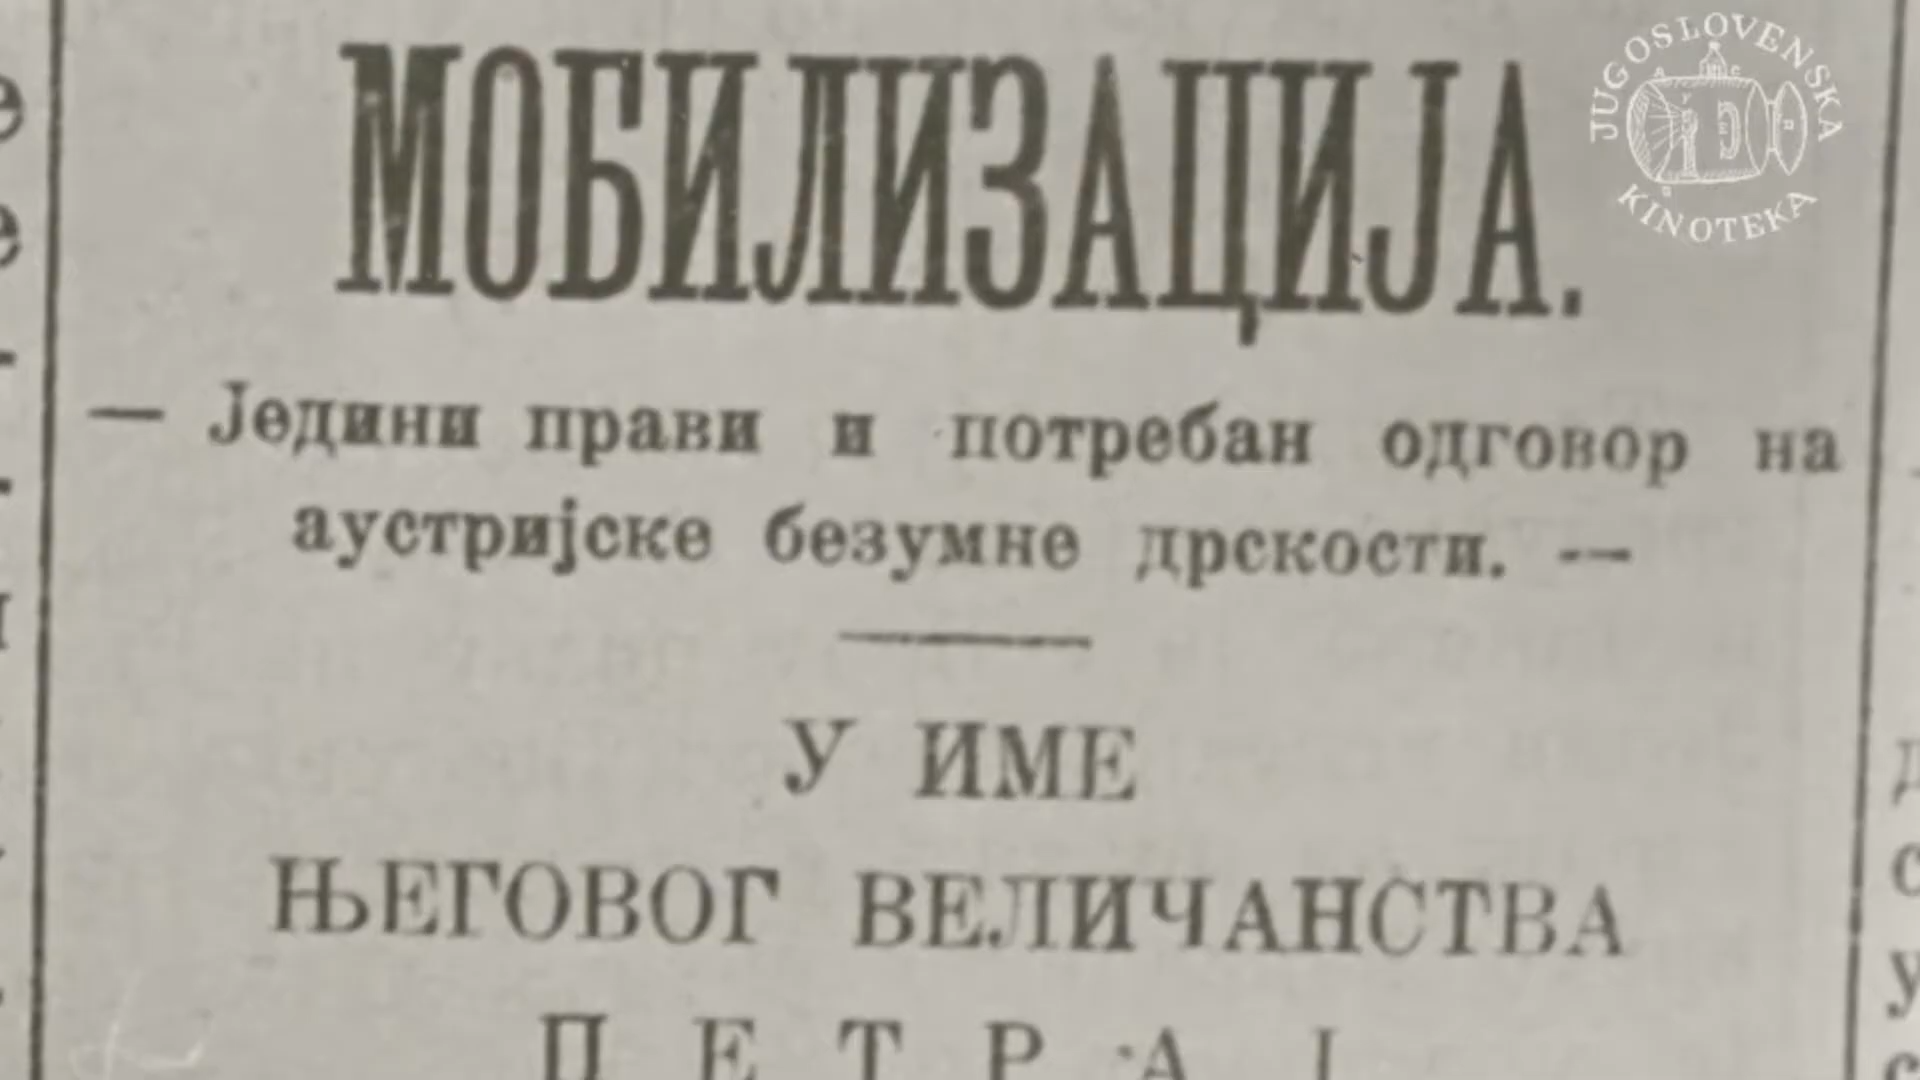 МОБИЛИЗАЦИЈА.
— Једини прави и потребан одговор на
аустријске безумне дрскости. —
У ИМЕ
ЊЕГОВОГ ВЕЛИЧАНСТВА
ПЕТРА I
JUGOSLOVENSKA
KINOTEKA